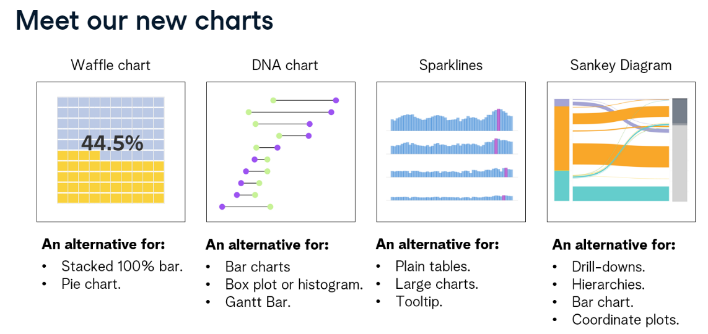 Meet our new charts
Waffle chart
DNA chart
Sparklines
Sankey Diagram
44.5%
An alternative for:
• Stacked 100% bar.
• Pie chart.
An alternative for:
• Bar charts
• Box plot or histogram.
• Gantt Bar.
An alternative for:
• Plain tables.
• Large charts.
• Tooltip.
An alternative for:
• Drill-downs.
• Hierarchies.
• Bar chart.
• Coordinate plots.